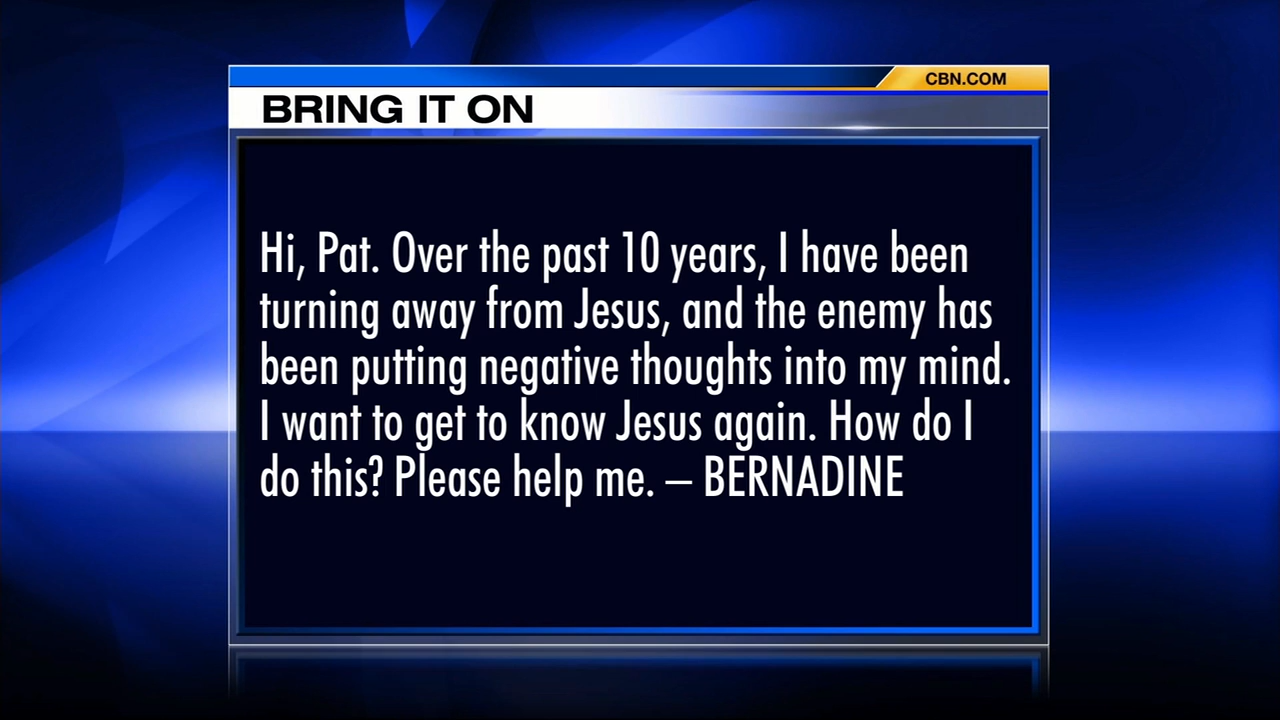 CBN.COM
BRING IT ON
Hi, Pat. Over the past 10 years, I have been
turning away from Jesus, and the enemy has
been putting negative thoughts into my mind.
I want to get to know Jesus again. How do I
do this? Please help me. – BERNADINE